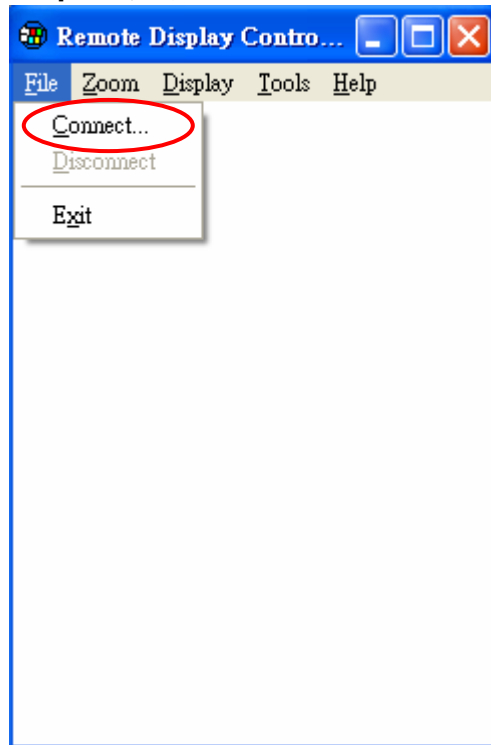 Remote Display Contro...
File Zoom Display Tools Help
Connect...
Disconnect
Exit